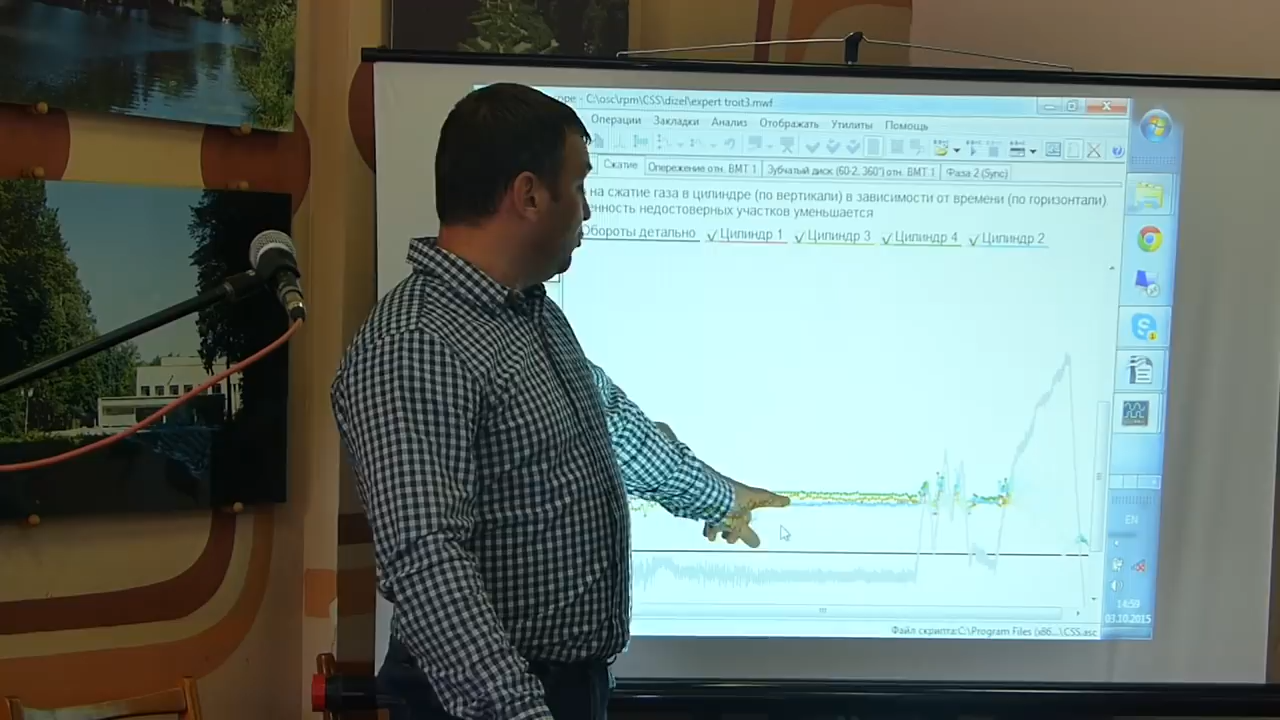 ope - C:\osc\rpm\CSS\dizel\expert troit3.mwf
Операции Закладки Анализ Отображать Утилиты Помощь
Сжатие Опережение отн. ВМТ 1 Зубчатый диск (60-2, 360°) отн. ВМТ 1 Фаза 2 (Sync)
на сжатие газа в цилиндре (по вертикали) в зависимости от времени (по горизонтали)
енность недостоверных участков уменьшается
Обороты детально Цилиндр 1 Цилиндр 3 Цилиндр 4 Цилиндр 2
EN
14:59
03.10.2015
Файл скрипта:C:\Program Files (x86...\CSS.asc